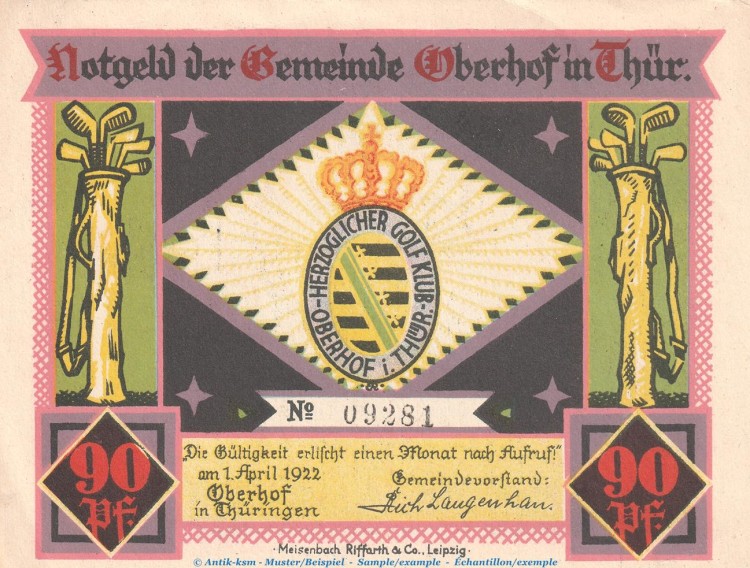 Notgeld der Gemeinde Oberhof in Thür.
HERZOGLICHER GOLF KLUB
OBERHOF i. THÜR.
No 09281
"Die Gültigkeit erlischt einen Monat nach Aufruf!"
am 1. April 1922
Oberhof
in Thüringen
Gemeindevorstand:
Langenhan.
90
Pf.
90
Pf.
Meisenbach Riffarth & Co., Leipzig
© Antik-ksm - Muster/Beispiel - Sample/example - Échantillon/exemple